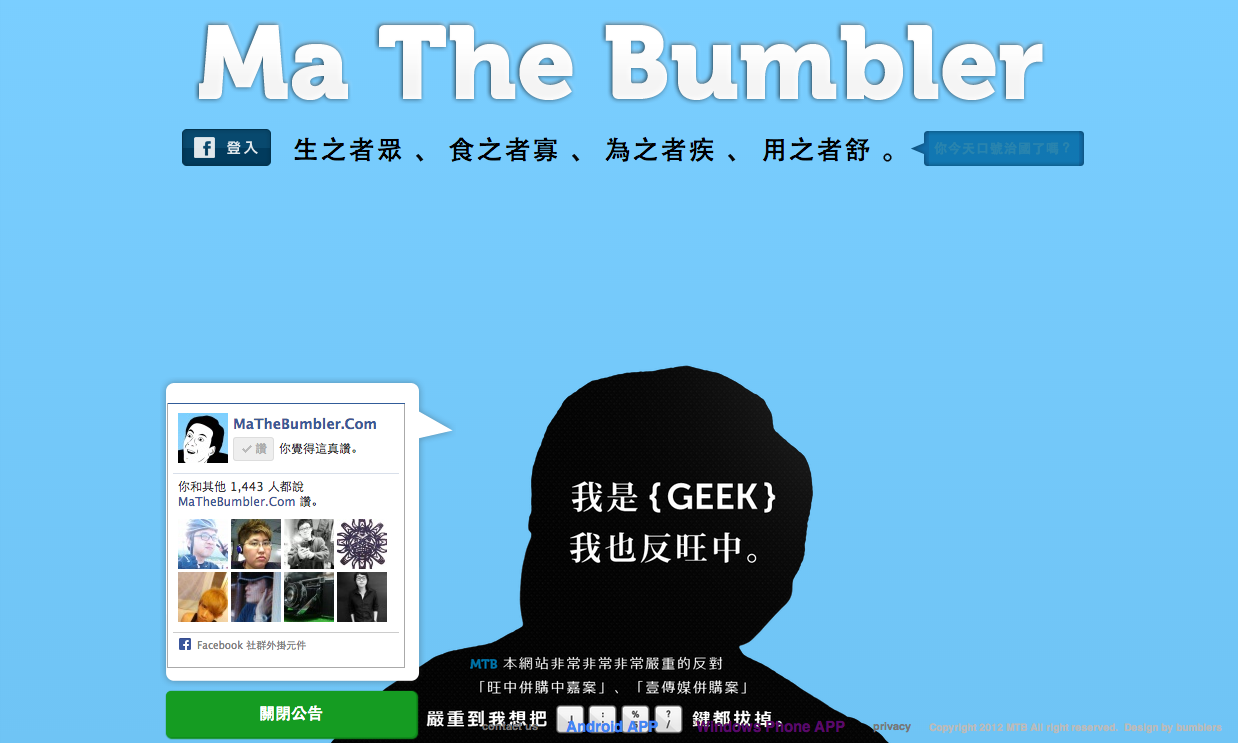 Ma The Bumbler
登入
生之者眾 、 食之者寡 、 為之者疾 、 用之者舒 。
你今天口號治國了嗎？
MaTheBumbler.Com
讚 你覺得這真讚。
你和其他 1,443 人都說
MaTheBumbler.Com 讚。
Facebook 社群外掛元件
關閉公告
我是 {GEEK}
我也反旺中。
MTB 本網站非常非常非常嚴重的反對
「旺中併購中嘉案」、「壹傳媒併購案」
嚴重到我想把 % ? / 鍵都拔掉。
contact us Android APP Windows Phone APP privacy Copyright 2012 MTB All right reserved. Design by bumblers